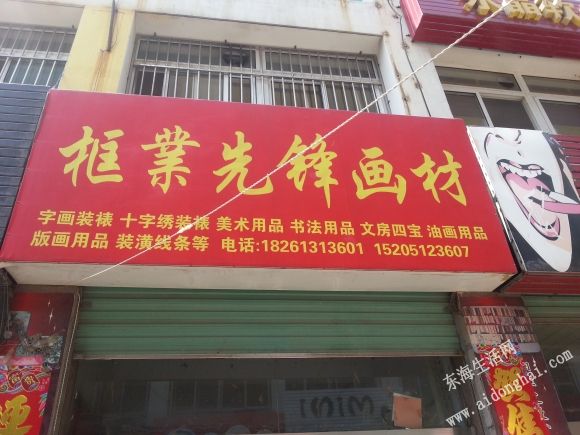 框業先锋画材
字画装裱 十字绣装裱 美术用品 书法用品 文房四宝 油画用品
版画用品 装潢线条等 电话:18261313601 15205123607
东海生活网
www.aidonghai.com